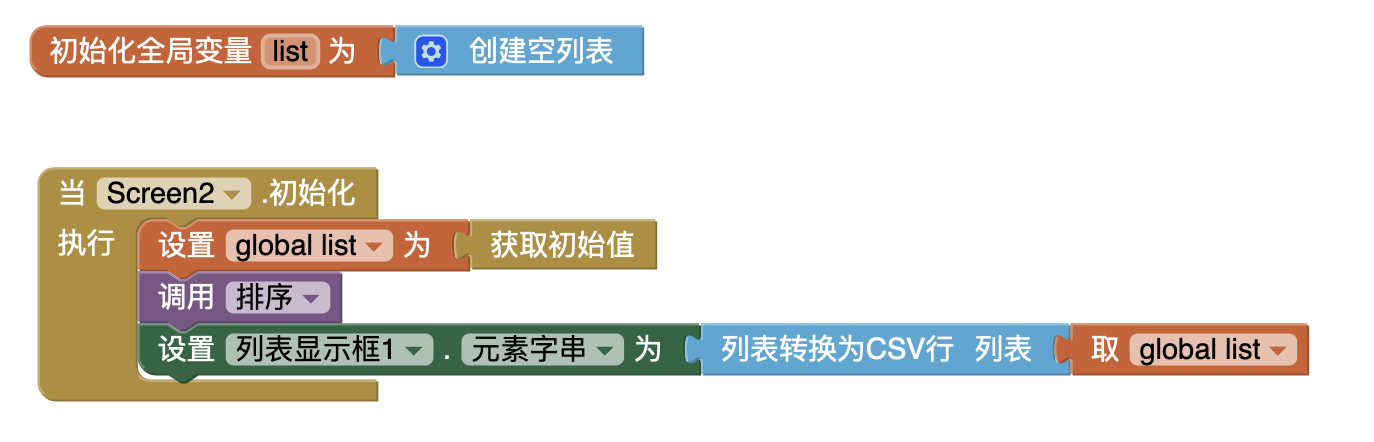 初始化全局变量 list 为 创建空列表
当 Screen2 .初始化
执行 设置 global list 为 获取初始值
调用 排序
设置 列表显示框1 . 元素字串 为 列表转换为CSV行 列表 取 global list